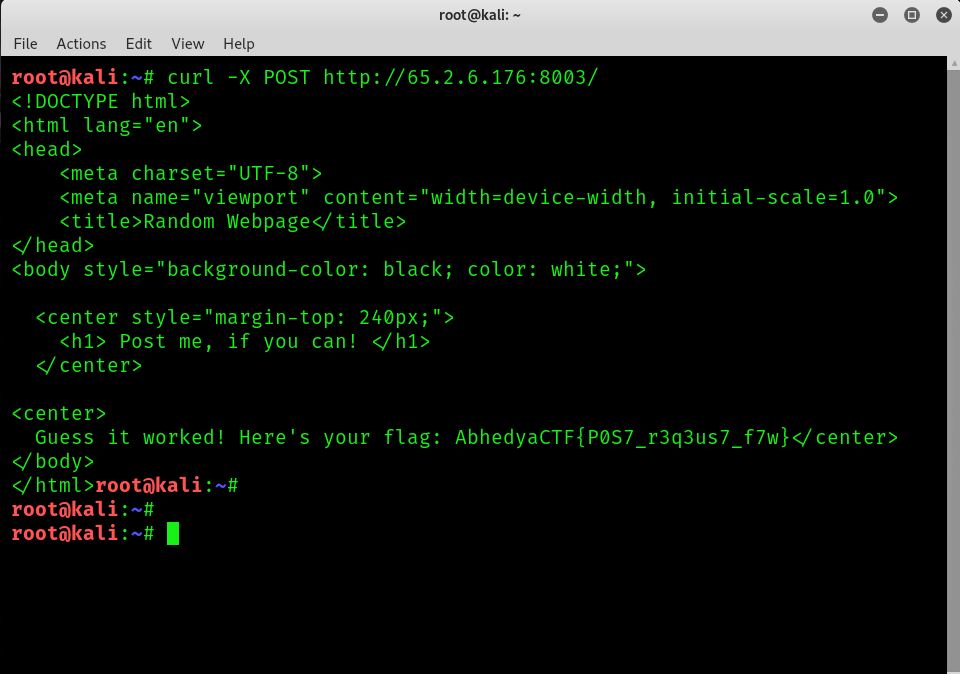 root@kali: ~
File Actions Edit View Help
root@kali:~# curl -X POST http://65.2.6.176:8003/
<!DOCTYPE html>
<html lang="en">
<head>
    <meta charset="UTF-8">
    <meta name="viewport" content="width=device-width, initial-scale=1.0">
    <title>Random Webpage</title>
</head>
<body style="background-color: black; color: white;">
  <center style="margin-top: 240px;">
    <h1> Post me, if you can! </h1>
  </center>
<center>
  Guess it worked! Here's your flag: AbhedyaCTF{P0S7_r3q3us7_f7w}</center>
</body>
</html>root@kali:~#
root@kali:~#
root@kali:~#